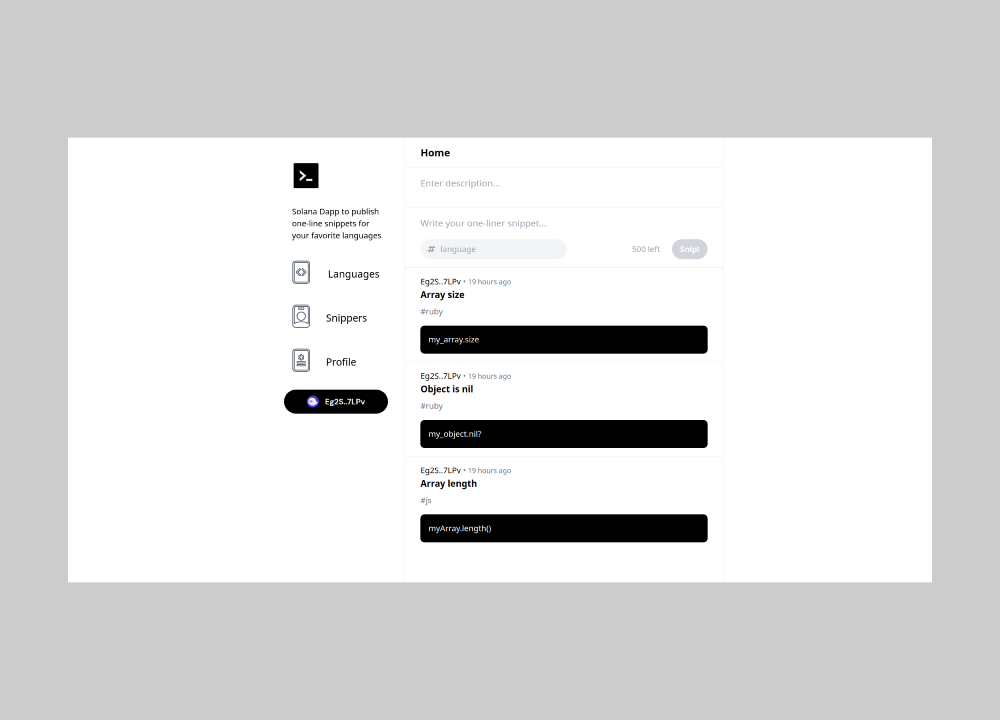 Solana Dapp to publish
one-line snippets for
your favorite languages
Languages
Snippers
Profile
Eg2S..7LPv
Home
Enter description...
Write your one-liner snippet...
# language
500 left
Snip!
Eg2S..7LPv • 19 hours ago
Array size
#ruby
my_array.size
Eg2S..7LPv • 19 hours ago
Object is nil
#ruby
my_object.nil?
Eg2S..7LPv • 19 hours ago
Array length
#js
myArray.length()